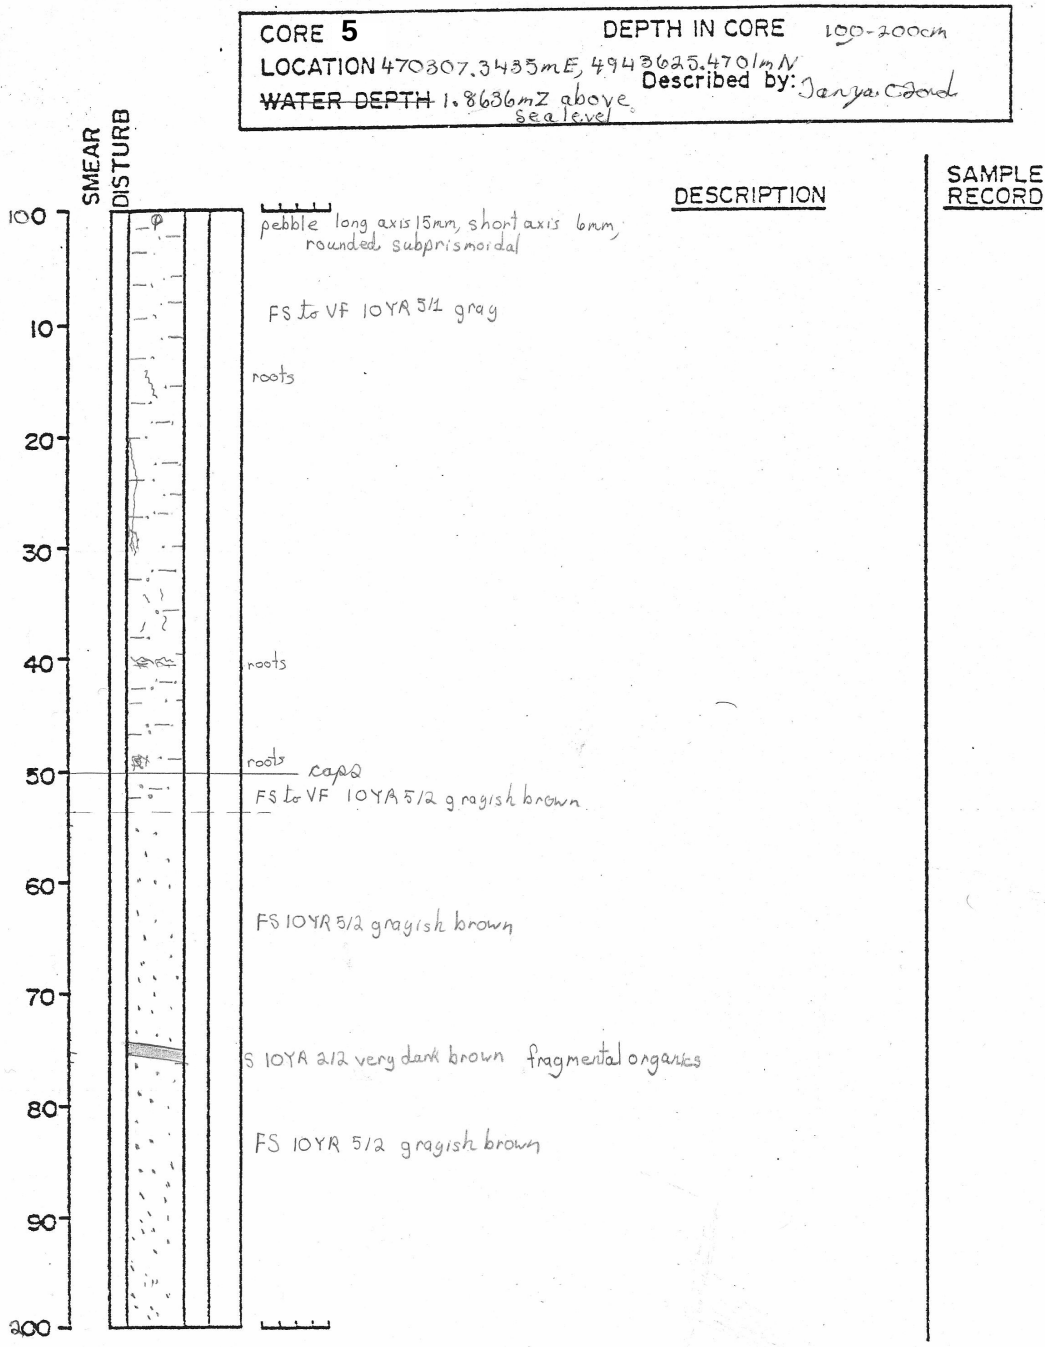 CORE 5 DEPTH IN CORE 100-200cm
LOCATION 470307.3435mE, 4943625.4701mN
WATER DEPTH 1.8636mZ above Described by: Tanya
sea level
SMEAR
DISTURB
DESCRIPTION
SAMPLE
RECORD
100
pebble long axis 15mm, short axis 6mm,
rounded subprismoidal
FS to VF 10YR 5/1 gray
10
roots
20
30
40
roots
roots
50
cap2
FS to VF 10YR 5/2 grayish brown
60
FS 10YR 5/2 grayish brown
70
S 10YR 2/2 very dark brown fragmental organics
80
FS 10YR 5/2 grayish brown
90
200